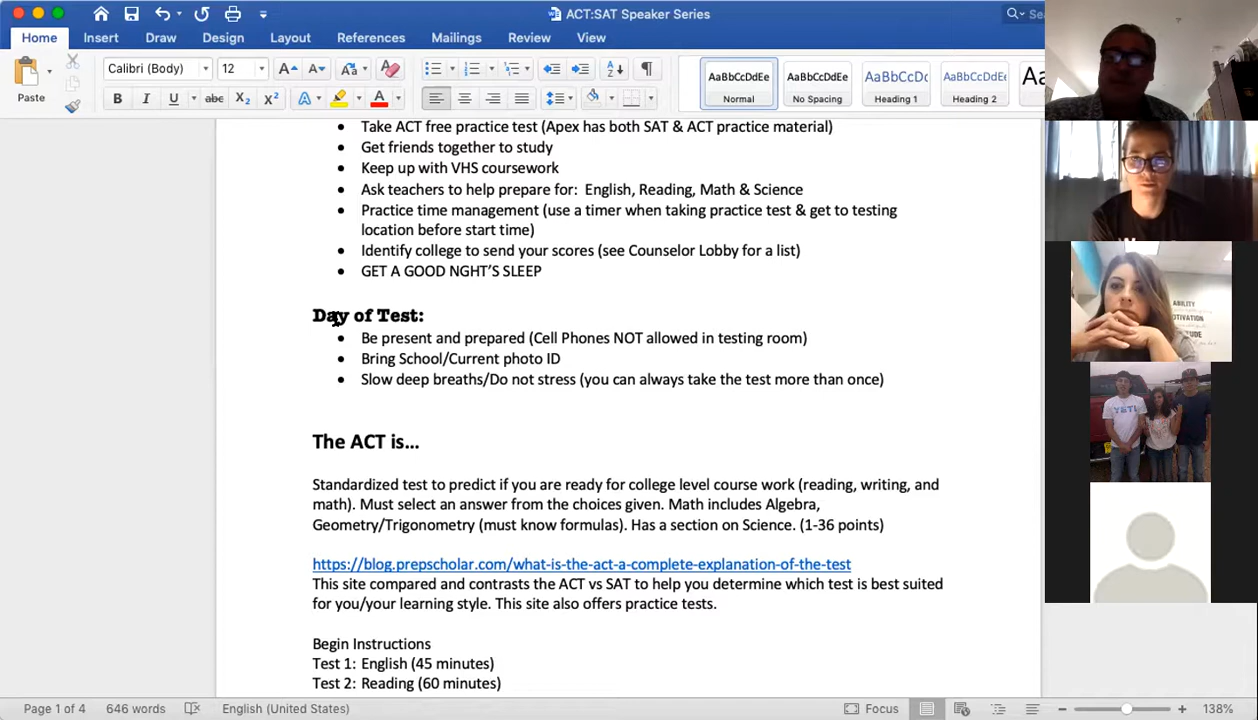 ACT:SAT Speaker Series
Home Insert Draw Design Layout References Mailings Review View
Paste
Calibri (Body) 12
AaBbCcDdEe AaBbCcDdEe AaBbCcDc AaBbCcDdEe
Normal No Spacing Heading 1 Heading 2
• Take ACT free practice test (Apex has both SAT & ACT practice material)
• Get friends together to study
• Keep up with VHS coursework
• Ask teachers to help prepare for: English, Reading, Math & Science
• Practice time management (use a timer when taking practice test & get to testing
location before start time)
• Identify college to send your scores (see Counselor Lobby for a list)
• GET A GOOD NGHT'S SLEEP
Day of Test:
• Be present and prepared (Cell Phones NOT allowed in testing room)
• Bring School/Current photo ID
• Slow deep breaths/Do not stress (you can always take the test more than once)
The ACT is…
Standardized test to predict if you are ready for college level course work (reading, writing, and
math). Must select an answer from the choices given. Math includes Algebra,
Geometry/Trigonometry (must know formulas). Has a section on Science. (1-36 points)
https://blog.prepscholar.com/what-is-the-act-a-complete-explanation-of-the-test
This site compared and contrasts the ACT vs SAT to help you determine which test is best suited
for you/your learning style. This site also offers practice tests.
Begin Instructions
Test 1: English (45 minutes)
Test 2: Reading (60 minutes)
Page 1 of 4 646 words English (United States) Focus 138%
ABILITY
YETI